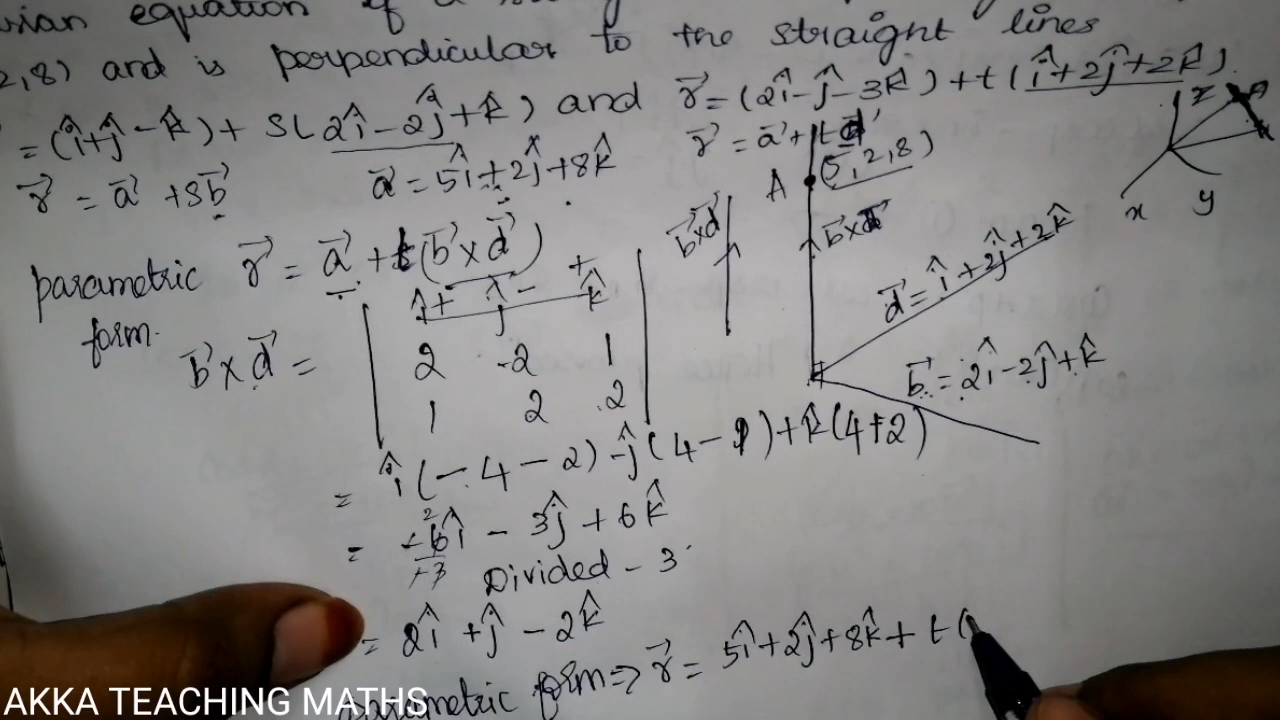 equation of a
2,8) and is perpendicular to the straight lines
= (î+ĵ-k̂) + s(2î-2ĵ+k̂) and r⃗ = (2î-ĵ-3k̂) + t(î+2ĵ+2k̂)
r⃗ = a⃗ + sb⃗
a⃗ = 5î+2ĵ+8k̂
r⃗ = a⃗ + td⃗
z
x
y
A
(5,2,8)
b⃗×d⃗
b⃗×d⃗
d⃗ = î+2ĵ+2k̂
b⃗ = 2î-2ĵ+k̂
parametric r⃗ = a⃗ + t(b⃗×d⃗)
form.
+ - +
î ĵ k̂
b⃗×d⃗ = | 2 -2 1 |
1 2 2
= î(-4-2) -ĵ(4-1) + k̂(4+2)
= -6î - 3ĵ + 6k̂
Divided - 3
= 2î + ĵ - 2k̂
parametric form ⇒ r⃗ = 5î+2ĵ+8k̂ + t(
AKKA TEACHING MATHS